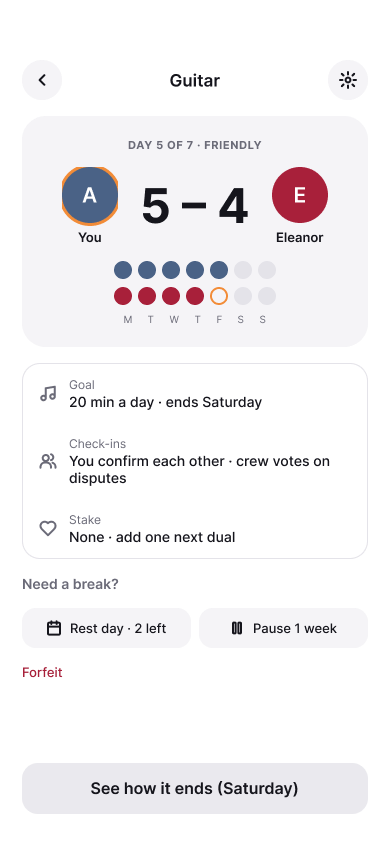 Guitar
DAY 5 OF 7 · FRIENDLY
A
5 – 4
E
You
Eleanor
M T W T F S S
Goal
20 min a day · ends Saturday
Check-ins
You confirm each other · crew votes on
disputes
Stake
None · add one next dual
Need a break?
Rest day · 2 left
Pause 1 week
Forfeit
See how it ends (Saturday)